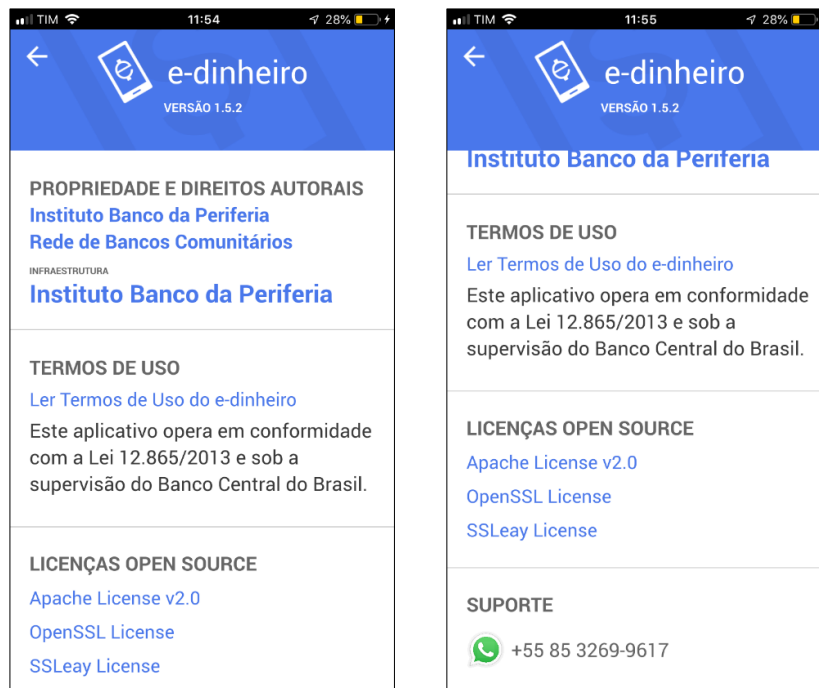 TIM 11:54 28%
e-dinheiro
VERSÃO 1.5.2
PROPRIEDADE E DIREITOS AUTORAIS
Instituto Banco da Periferia
Rede de Bancos Comunitários
INFRAESTRUTURA
Instituto Banco da Periferia
TERMOS DE USO
Ler Termos de Uso do e-dinheiro
Este aplicativo opera em conformidade
com a Lei 12.865/2013 e sob a
supervisão do Banco Central do Brasil.
LICENÇAS OPEN SOURCE
Apache License v2.0
OpenSSL License
SSLeay License
TIM 11:55 28%
e-dinheiro
VERSÃO 1.5.2
Instituto Banco da Periferia
TERMOS DE USO
Ler Termos de Uso do e-dinheiro
Este aplicativo opera em conformidade
com a Lei 12.865/2013 e sob a
supervisão do Banco Central do Brasil.
LICENÇAS OPEN SOURCE
Apache License v2.0
OpenSSL License
SSLeay License
SUPORTE
+55 85 3269-9617